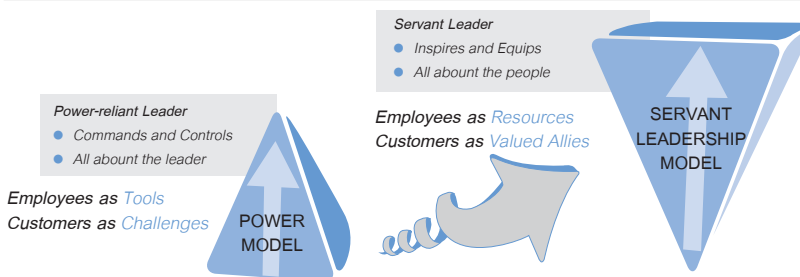 Servant Leader
Inspires and Equips
All abount the people
Power-reliant Leader
Commands and Controls
All abount the leader
Employees as Resources
Customers as Valued Allies
SERVANT
LEADERSHIP
MODEL
Employees as Tools
Customers as Challenges
POWER
MODEL